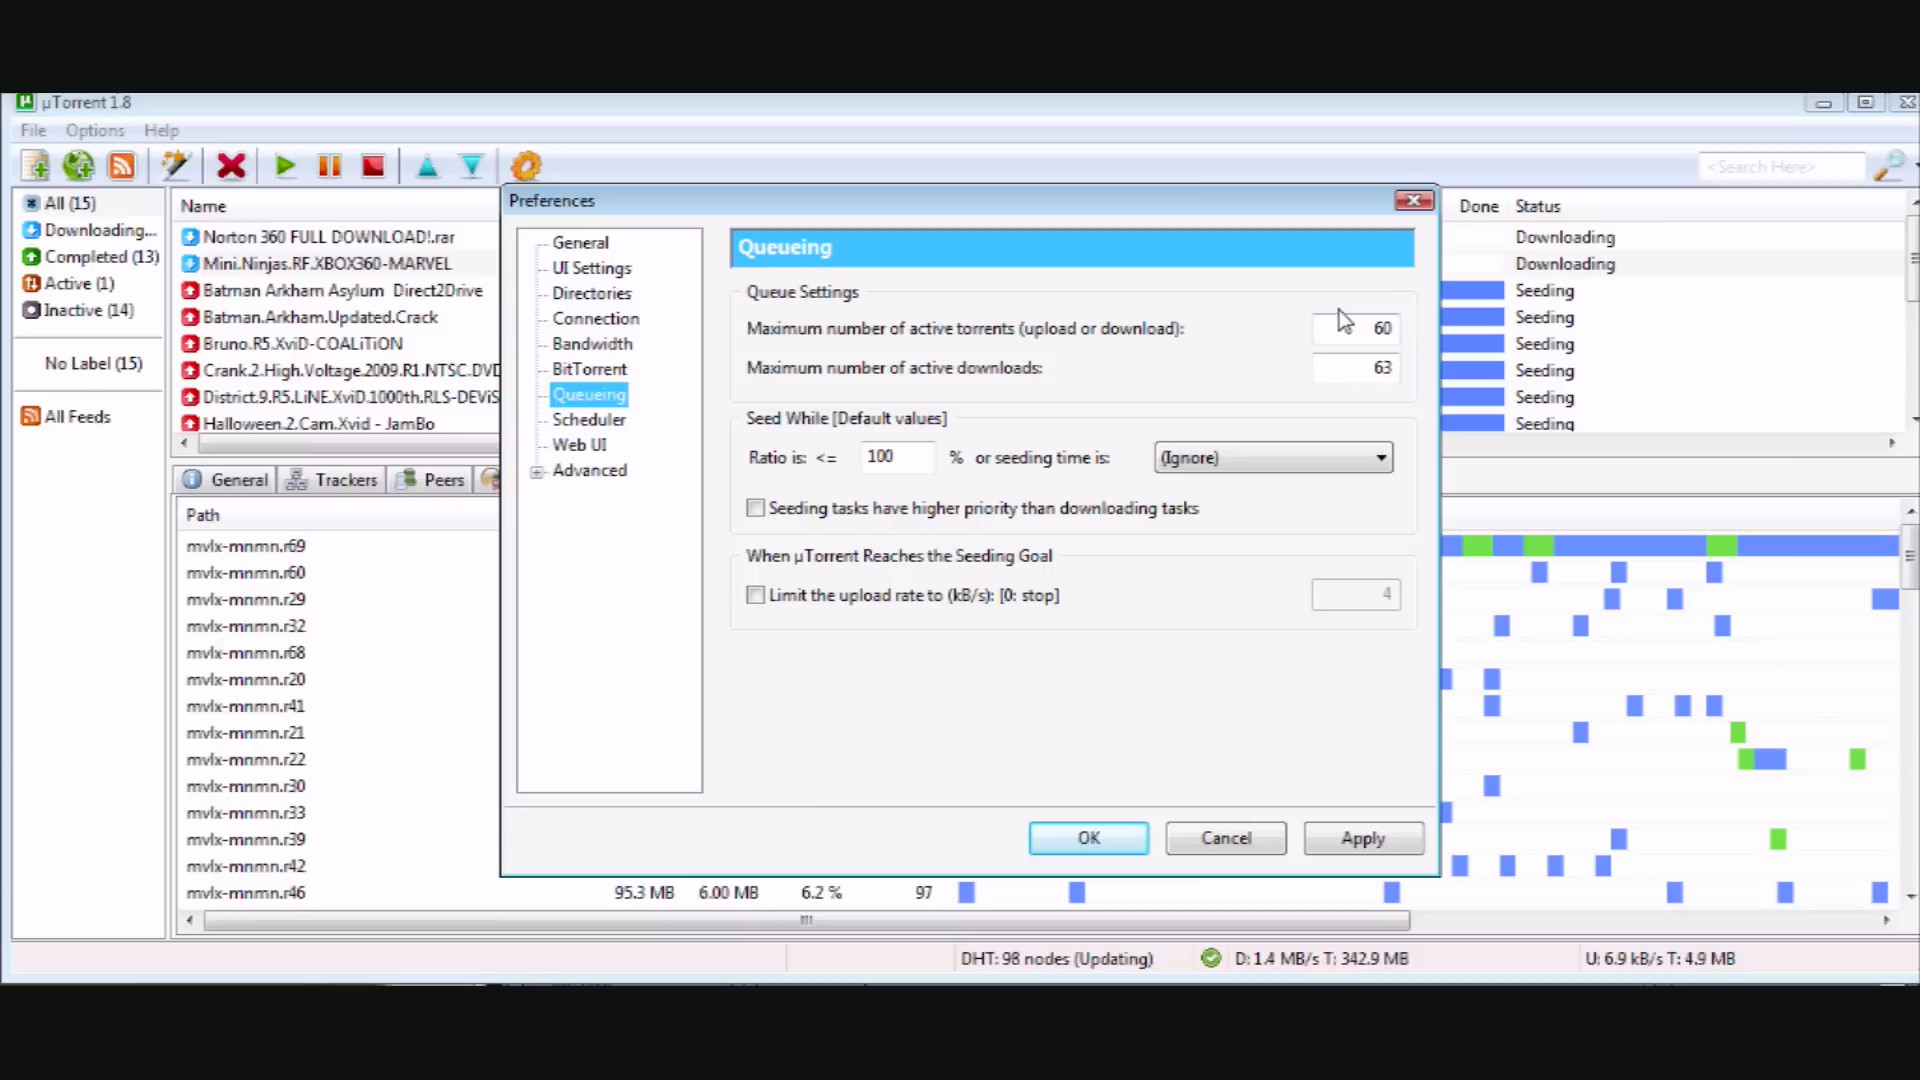 µTorrent 1.8
File Options Help
<Search Here>
All (15)
Downloading...
Completed (13)
Active (1)
Inactive (14)
No Label (15)
All Feeds
Name
Norton 360 FULL DOWNLOAD!.rar
Mini.Ninjas.RF.XBOX360-MARVEL
Batman Arkham Asylum Direct2Drive
Batman.Arkham.Updated.Crack
Bruno.R5.XviD-COALiTiON
Crank.2.High.Voltage.2009.R1.NTSC.DVD
District.9.R5.LiNE.XviD.1000th.RLS-DEViS
Halloween.2.Cam.Xvid - JamBo
Done Status
Downloading
Downloading
Seeding
Seeding
Seeding
Seeding
Seeding
Seeding
Preferences
General
UI Settings
Directories
Connection
Bandwidth
BitTorrent
Queueing
Scheduler
Web UI
Advanced
Queueing
Queue Settings
Maximum number of active torrents (upload or download): 60
Maximum number of active downloads: 63
Seed While [Default values]
Ratio is: <= 100 % or seeding time is: (Ignore)
Seeding tasks have higher priority than downloading tasks
When µTorrent Reaches the Seeding Goal
Limit the upload rate to (kB/s): [0: stop] 4
OK Cancel Apply
General Trackers Peers
Path
mvlx-mnmn.r69
mvlx-mnmn.r60
mvlx-mnmn.r29
mvlx-mnmn.r32
mvlx-mnmn.r68
mvlx-mnmn.r20
mvlx-mnmn.r41
mvlx-mnmn.r21
mvlx-mnmn.r22
mvlx-mnmn.r30
mvlx-mnmn.r33
mvlx-mnmn.r39
mvlx-mnmn.r42
mvlx-mnmn.r46 95.3 MB 6.00 MB 6.2 % 97
DHT: 98 nodes (Updating) D: 1.4 MB/s T: 342.9 MB U: 6.9 kB/s T: 4.9 MB